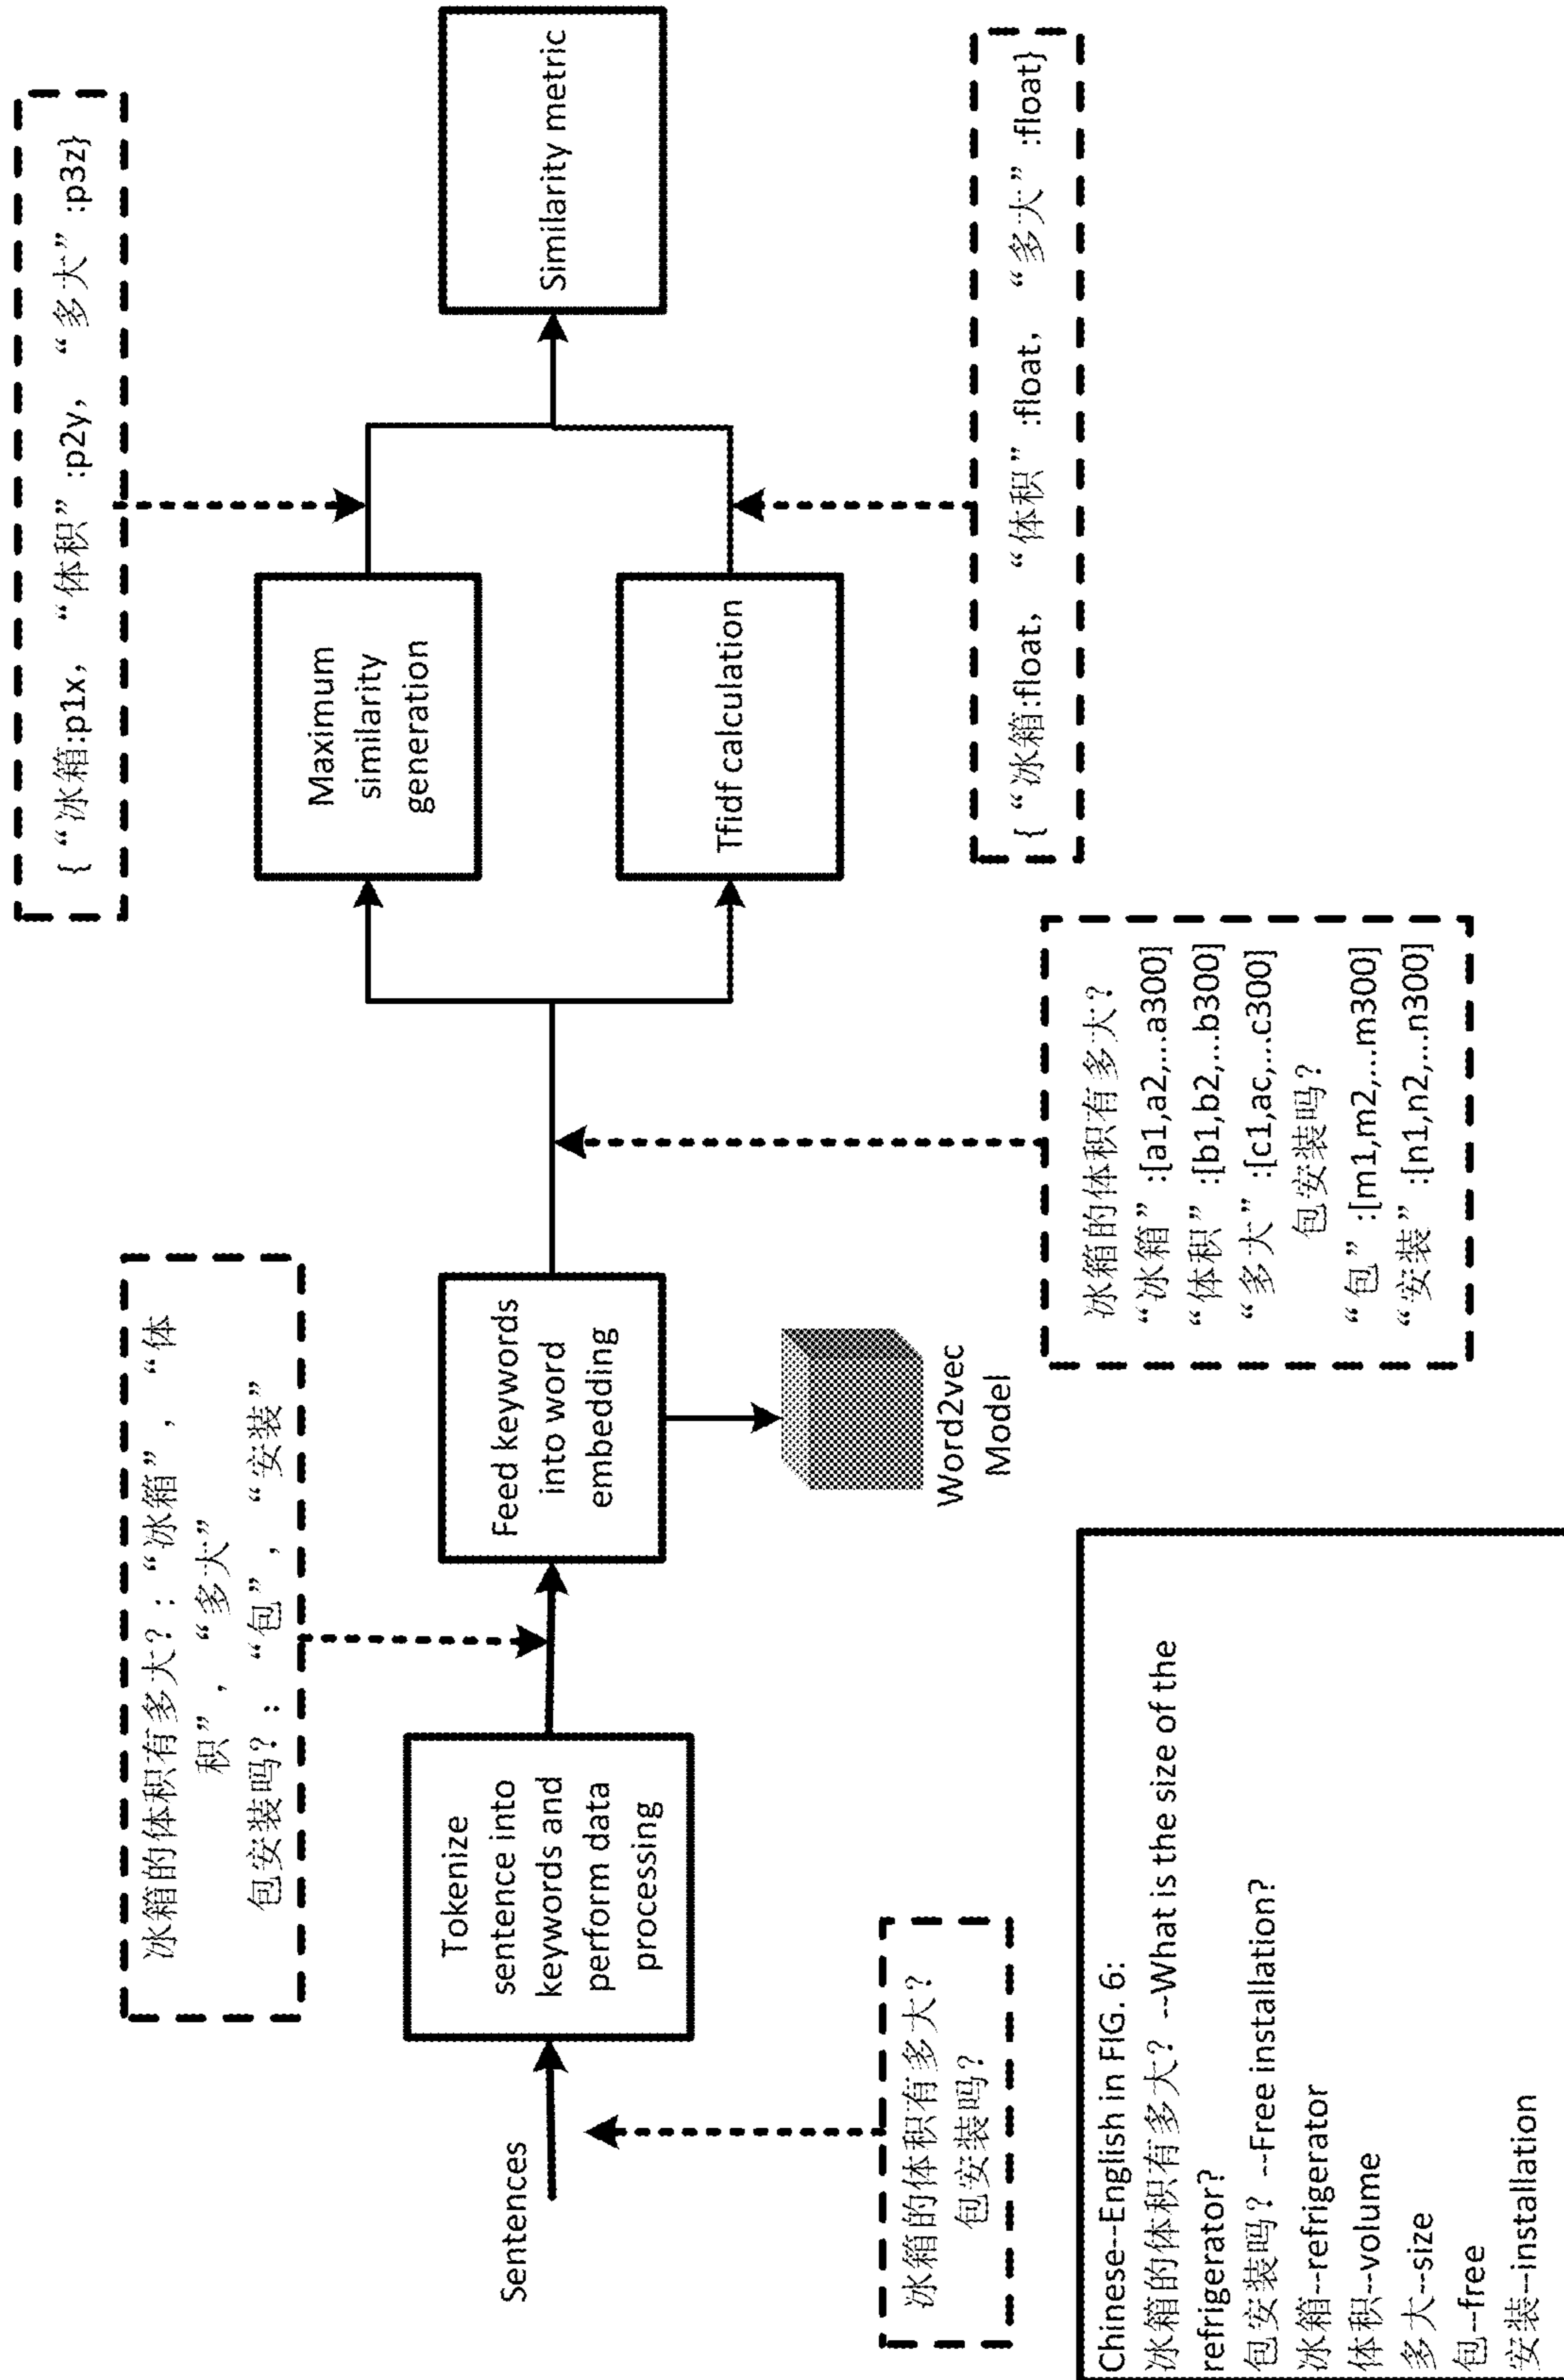 冰箱的体积有多大?:“冰箱”, “体
积”, “多大”
包安装吗?: “包”, “安装”
{ “冰箱:p1x, “体积” :p2y, “多大” :p3z}
Sentences
Tokenize
sentence into
keywords and
perform data
processing
Feed keywords
into word
embedding
Maximum
similarity
generation
Tfidf calculation
Similarity metric
冰箱的体积有多大?
包安装吗?
Word2vec
Model
冰箱的体积有多大?
“冰箱” :[a1,a2,...a300]
“体积” :[b1,b2,...b300]
“多大” :[c1,ac,...c300]
包安装吗?
“包” :[m1,m2,...m300]
“安装” :[n1,n2,...n300]
{ “冰箱:float, “体积” :float, “多大” :float}
Chinese--English in FIG. 6:
冰箱的体积有多大? --What is the size of the
refrigerator?
包安装吗? --Free installation?
冰箱--refrigerator
体积--volume
多大--size
包--free
安装--installation